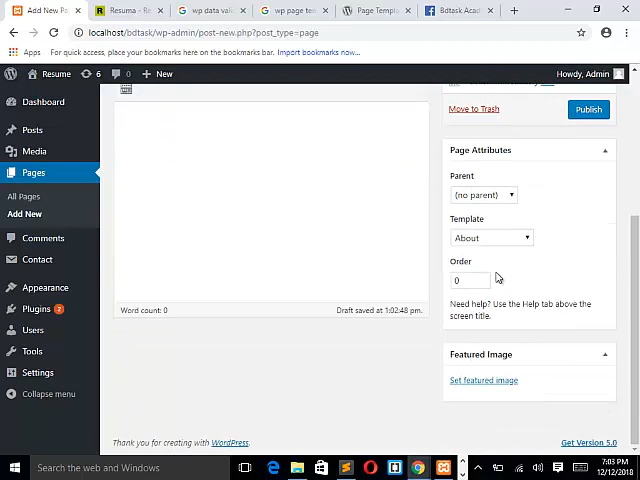 Add New Pa
Resuma - Re
wp data vali
wp page tem
Page Templa
Bdtask Acad
localhost/bdtask/wp-admin/post-new.php?post_type=page
Apps For quick access, place your bookmarks here on the bookmarks bar. Import bookmarks now...
Resume 6 0 + New Howdy, Admin
Dashboard
Posts
Media
Pages
All Pages
Add New
Comments
Contact
Appearance
Plugins 2
Users
Tools
Settings
Collapse menu
Word count: 0 Draft saved at 1:02:48 pm.
Move to Trash Publish
Page Attributes
Parent
(no parent)
Template
About
Order
0
Need help? Use the Help tab above the
screen title.
Featured Image
Set featured image
Thank you for creating with WordPress. Get Version 5.0
Search the web and Windows
7:03 PM
12/12/2018